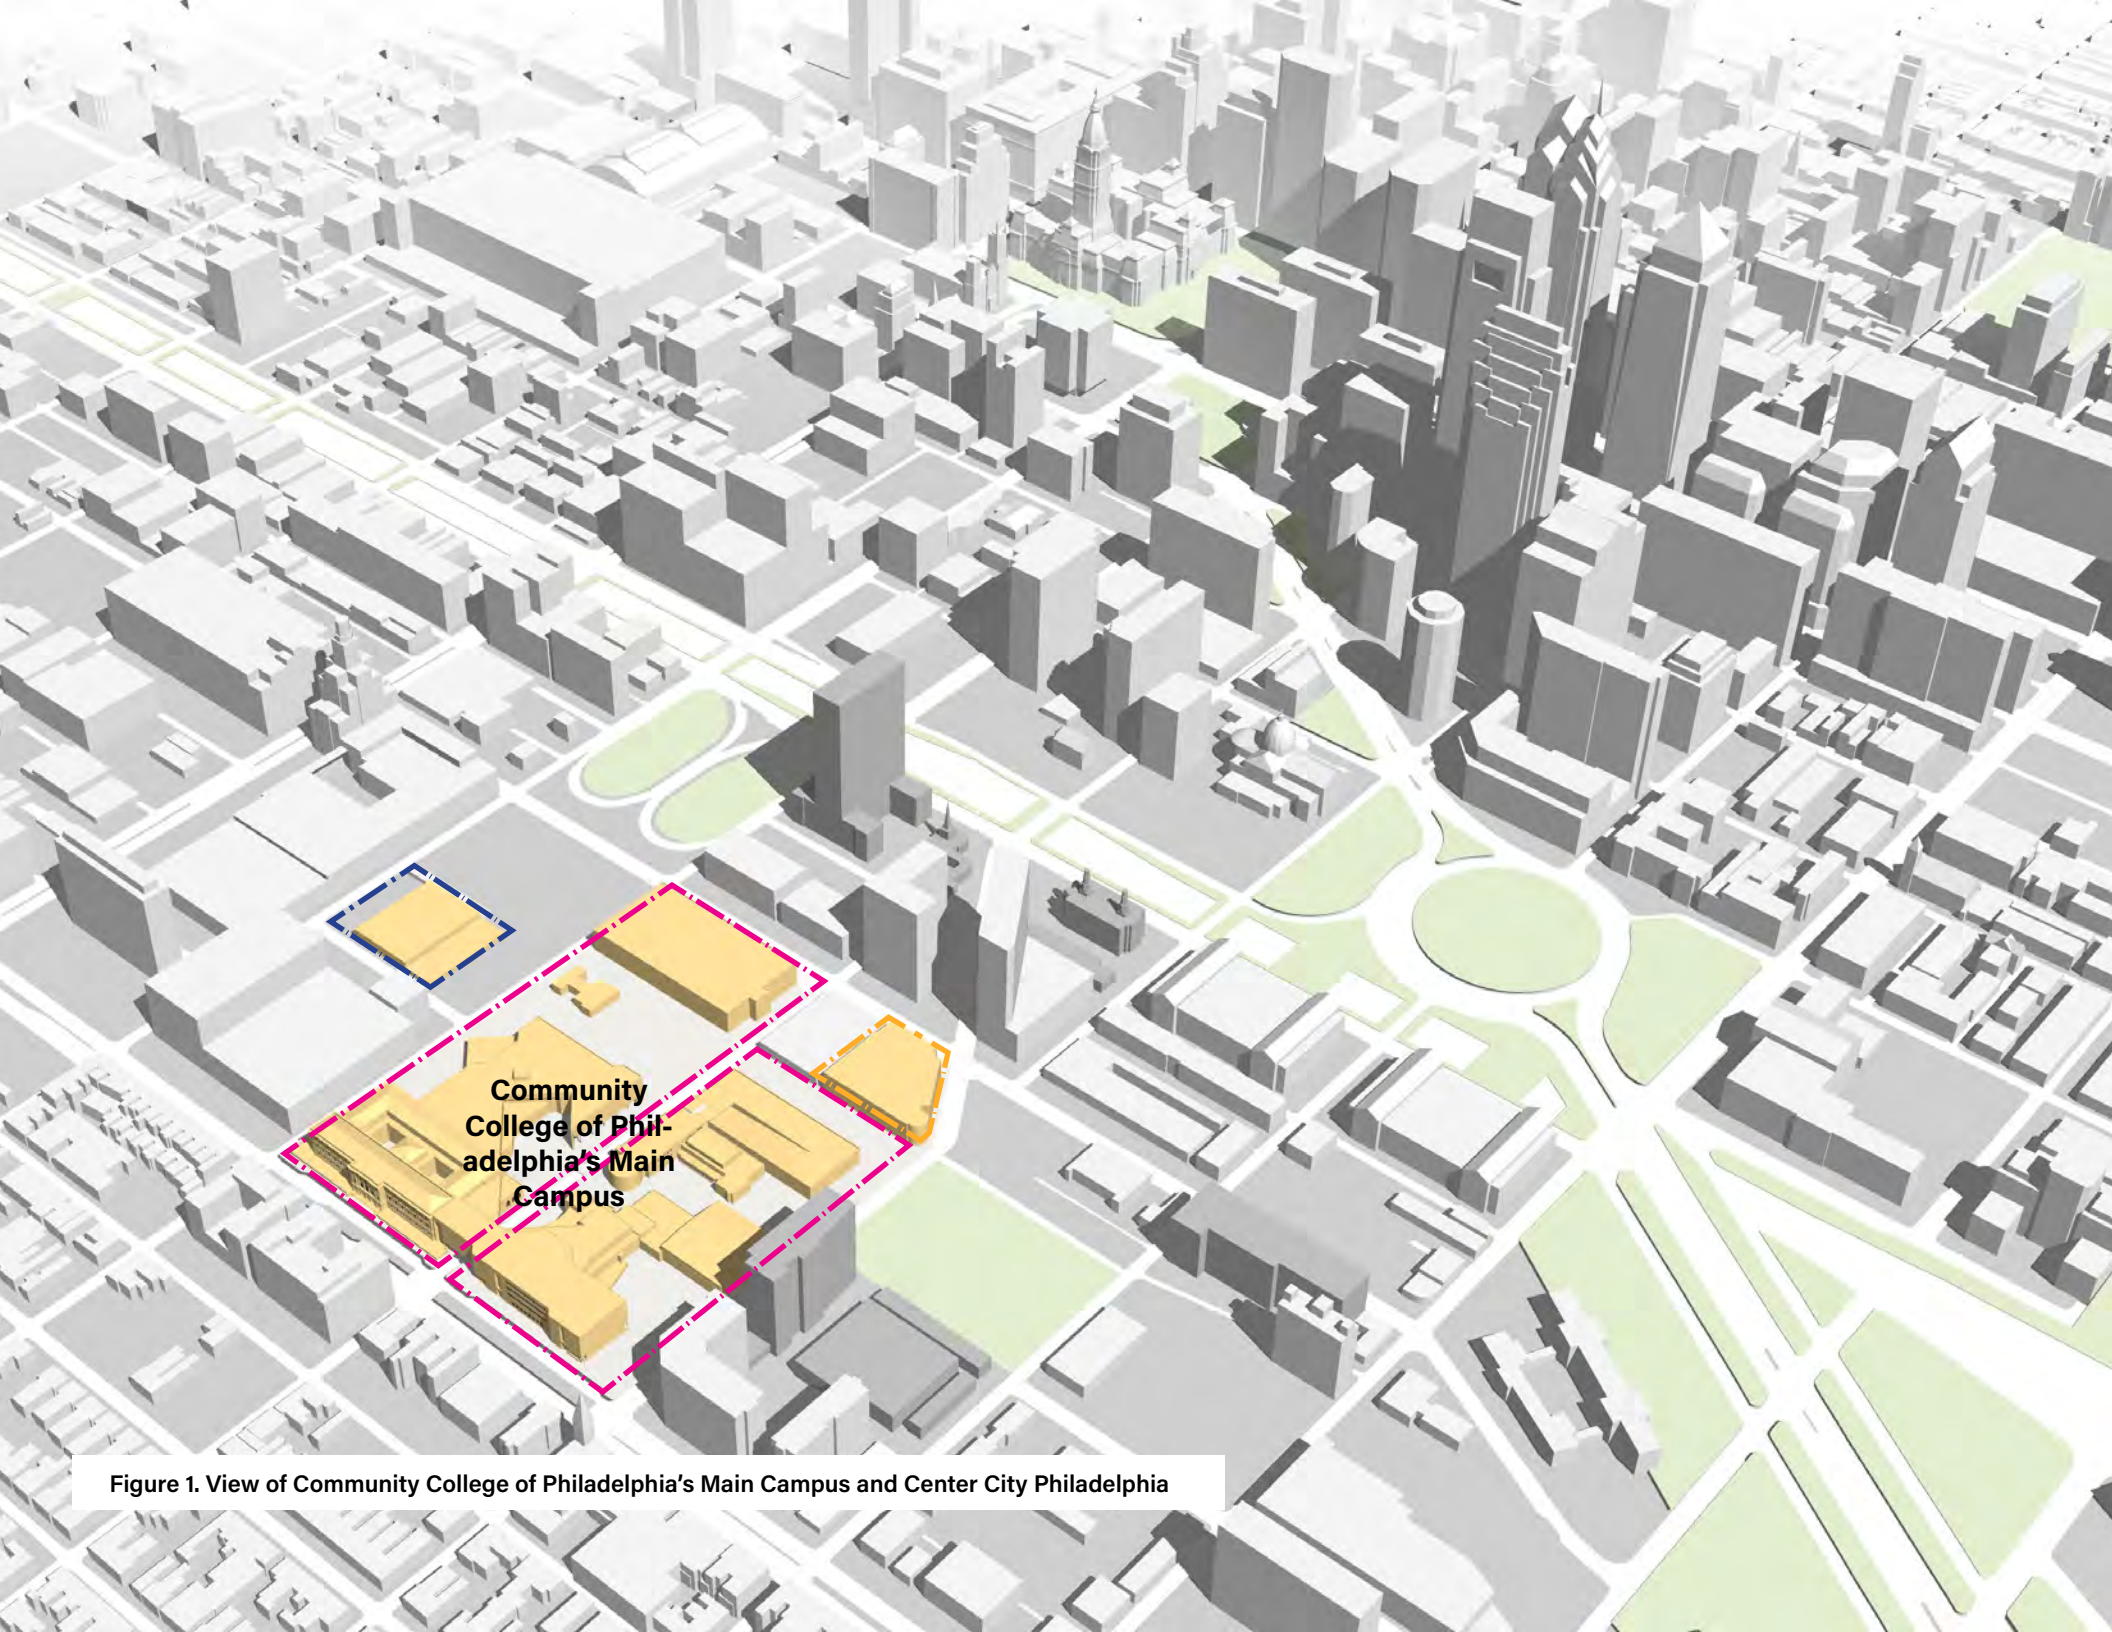 Community
College of Phil-
adelphia's Main
Campus
Figure 1. View of Community College of Philadelphia's Main Campus and Center City Philadelphia